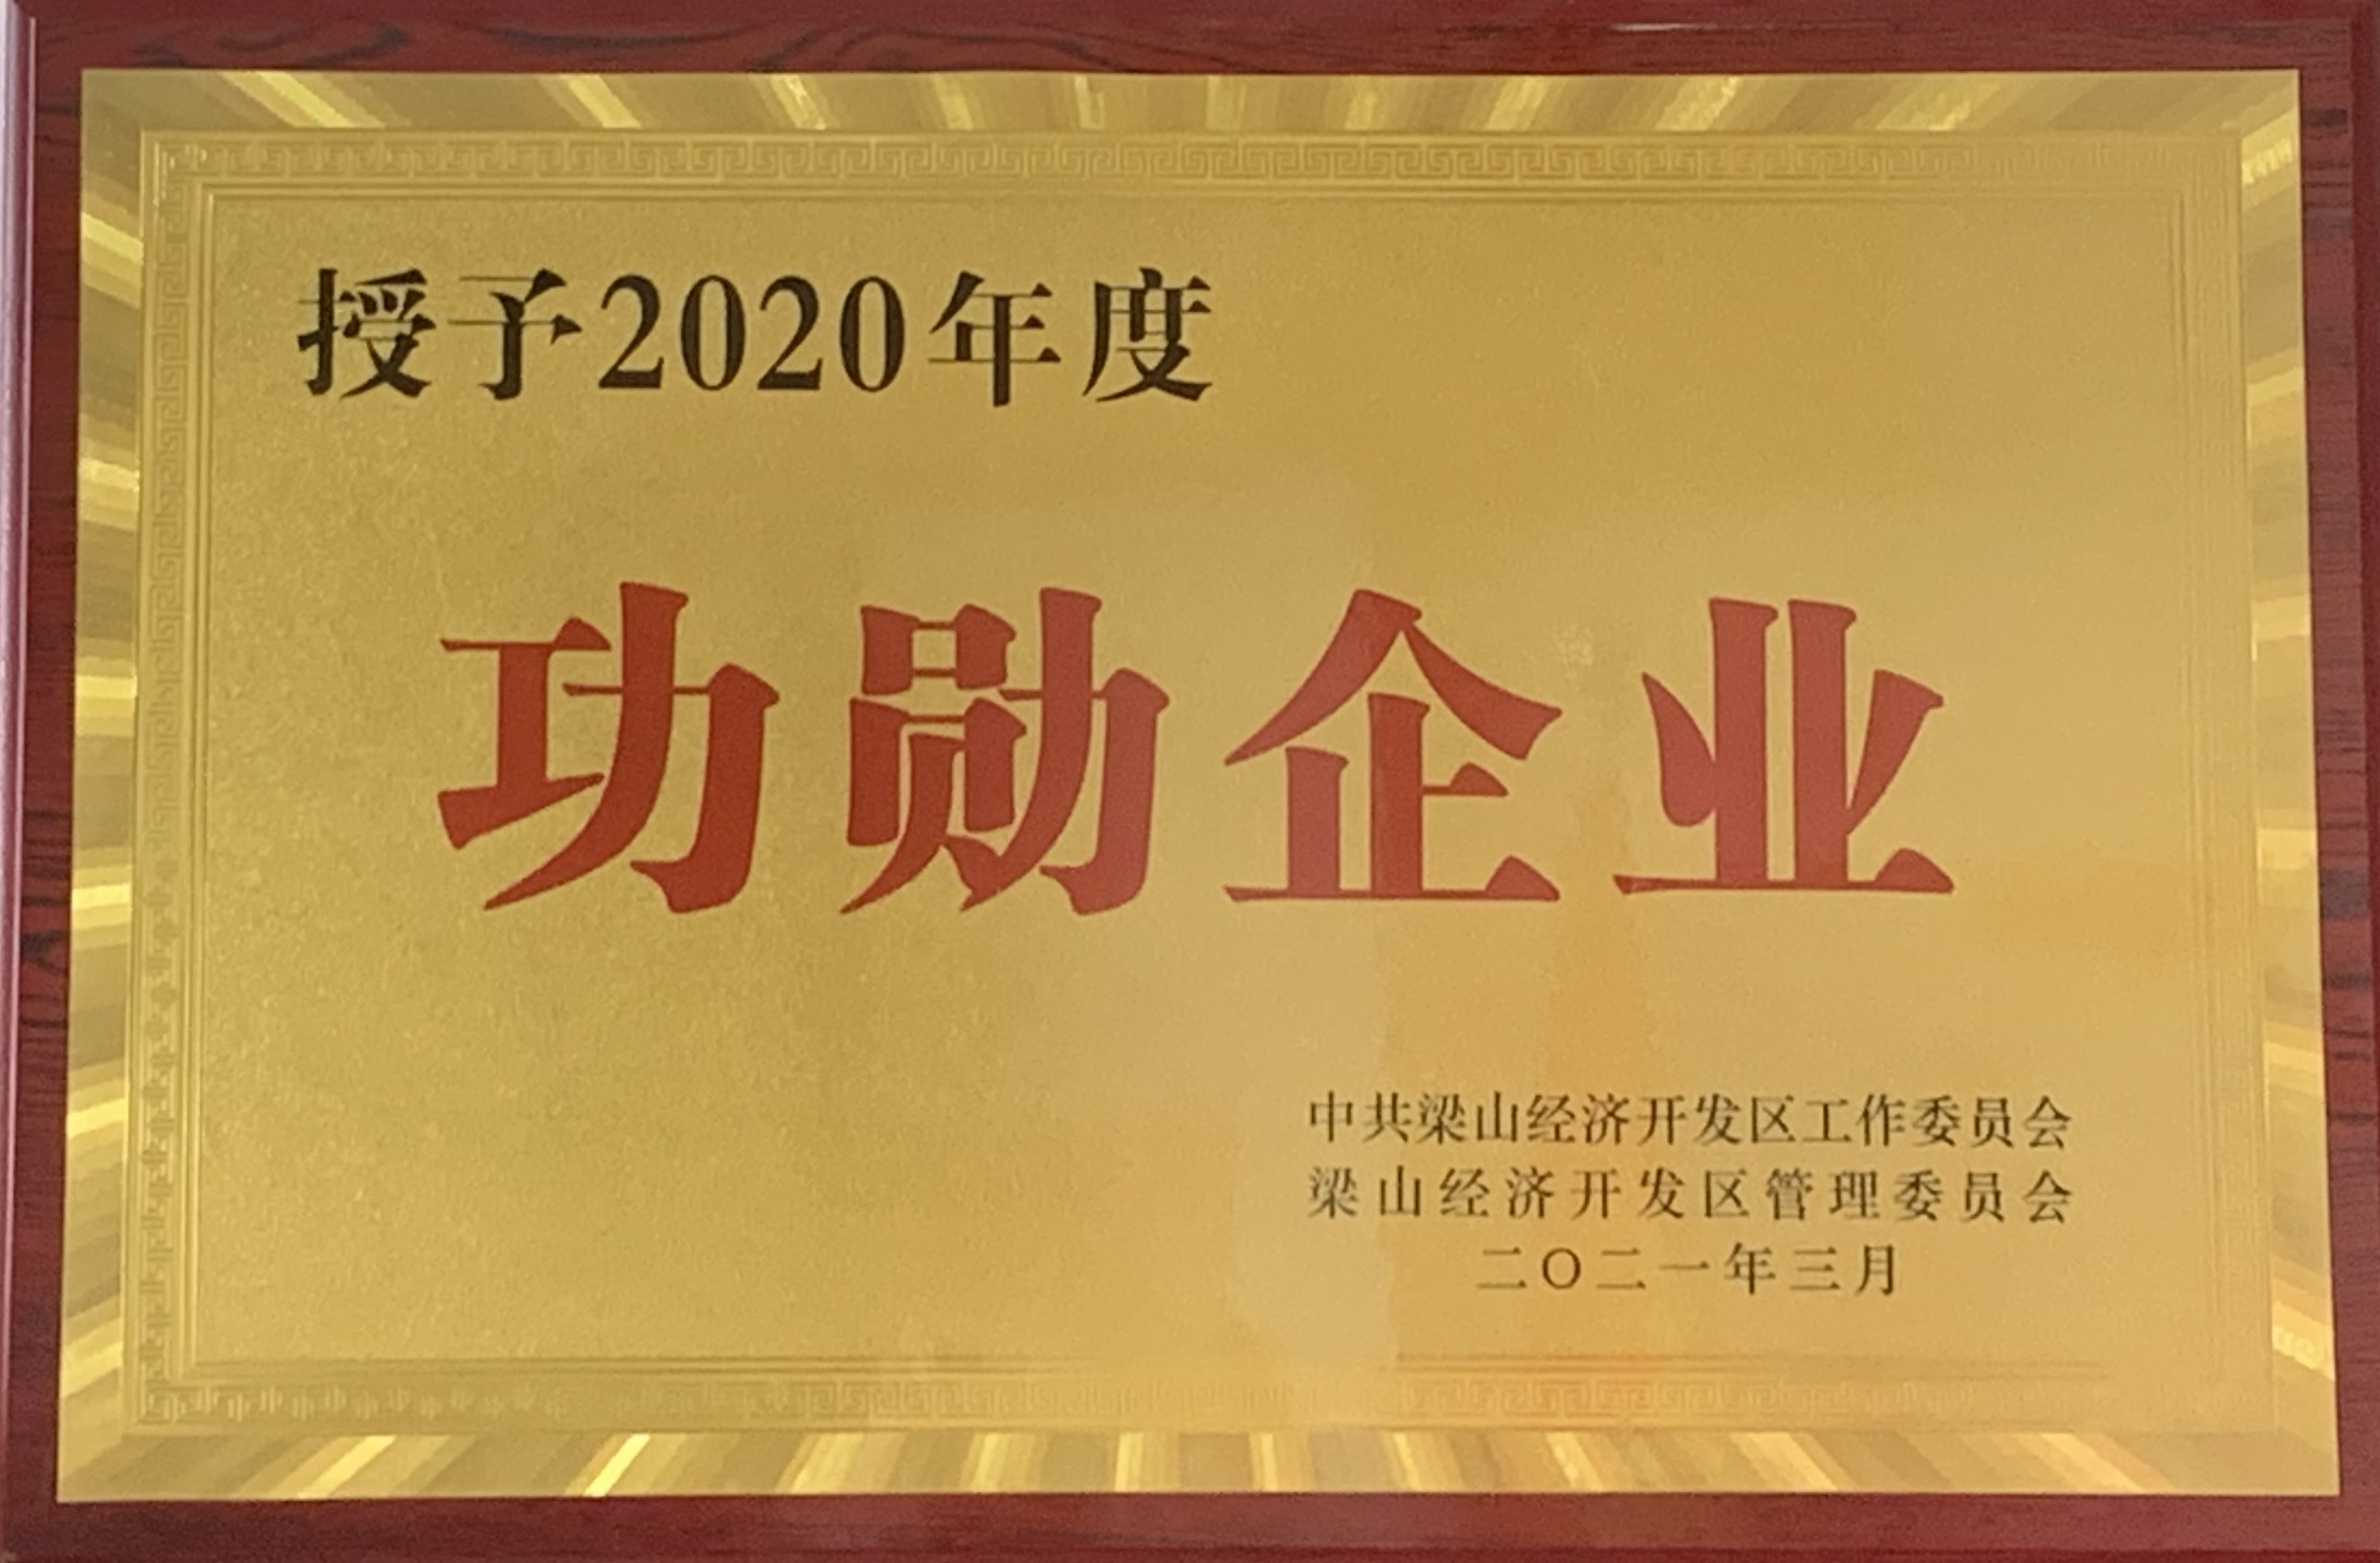 授予2020年度
功勋企业
中共梁山经济开发区工作委员会
梁山经济开发区管理委员会
二〇二一年三月